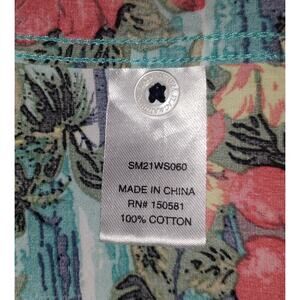 SM21WS060
MADE IN CHINA
RN# 150581
100% COTTON